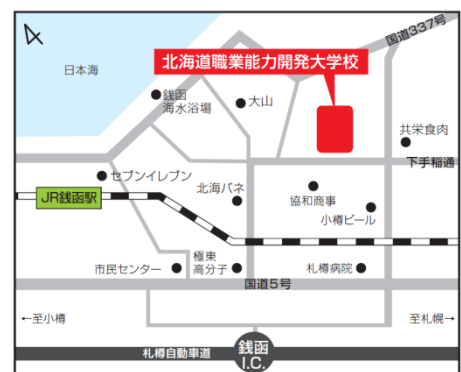 国道337号
日本海
北海道職業能力開発大学校
銭函
海水浴場
大山
共栄食肉
下手稲通
セブンイレブン
JR銭函駅
北海バネ
協和商事
小樽ビール
市民センター
極東
高分子
札樽病院
国道5号
←至小樽
至札幌→
札樽自動車道
銭函
I.C.